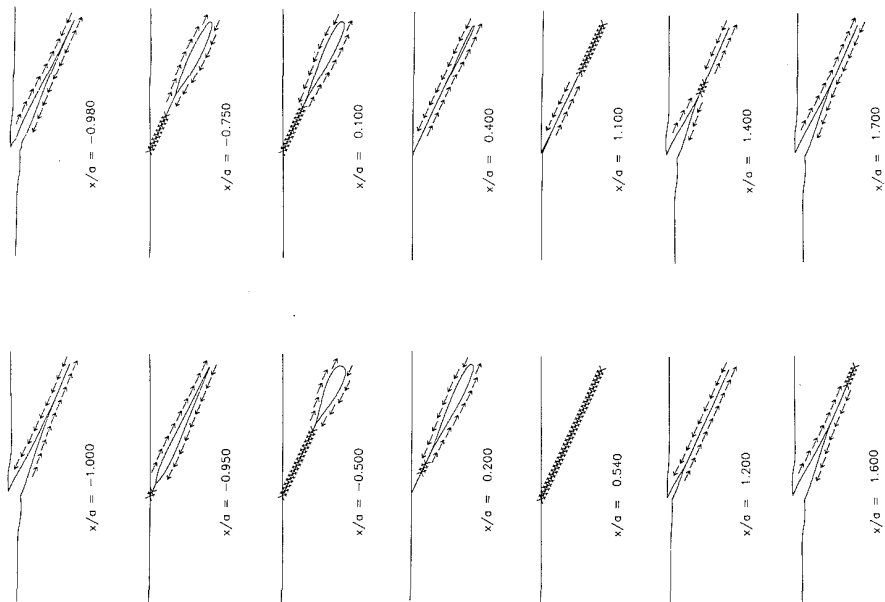 x/a = −1.000
x/a = −0.980
x/a = −0.950
x/a = −0.750
x/a = −0.500
x/a = 0.100
x/a = 0.200
x/a = 0.400
x/a = 0.540
x/a = 1.100
x/a = 1.200
x/a = 1.400
x/a = 1.600
x/a = 1.700